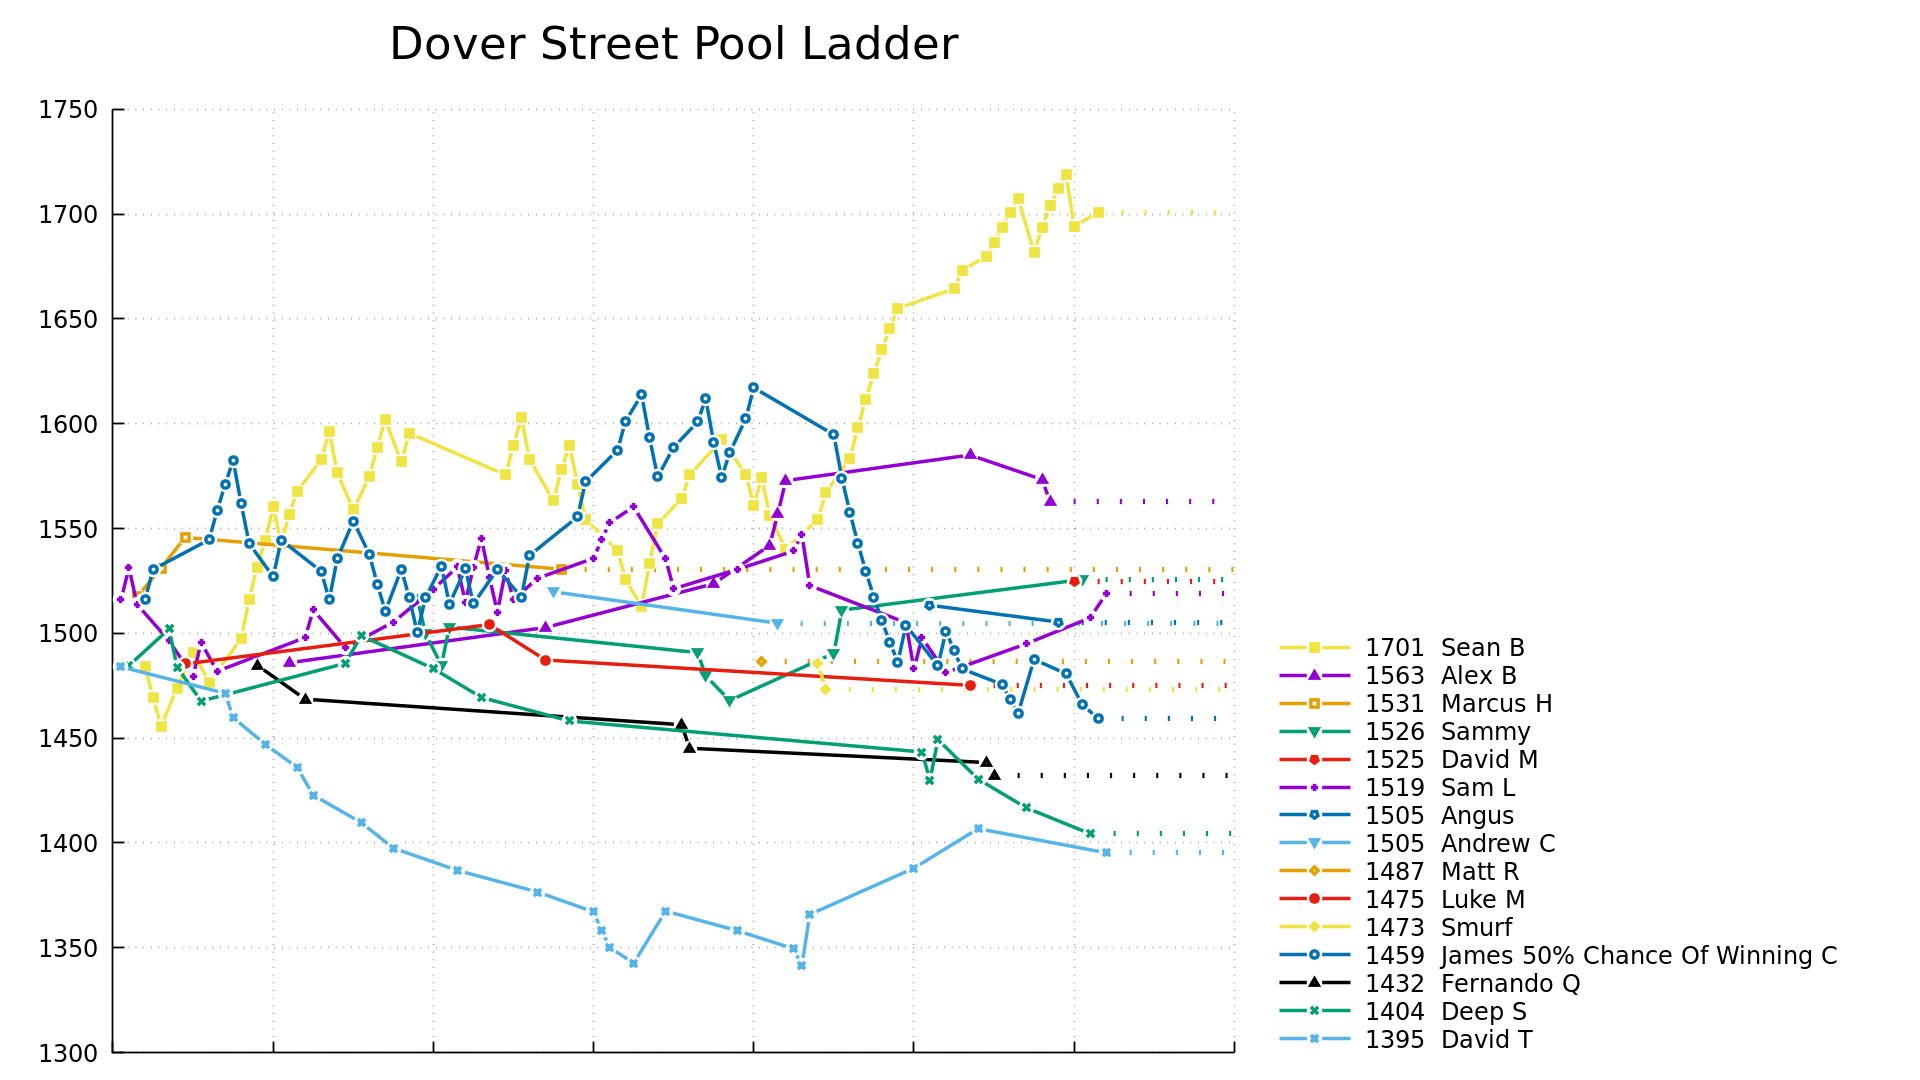 Dover Street Pool Ladder
1750
1700
1650
1600
1550
1500
1450
1400
1350
1300
1701 Sean B
1563 Alex B
1531 Marcus H
1526 Sammy
1525 David M
1519 Sam L
1505 Angus
1505 Andrew C
1487 Matt R
1475 Luke M
1473 Smurf
1459 James 50% Chance Of Winning C
1432 Fernando Q
1404 Deep S
1395 David T